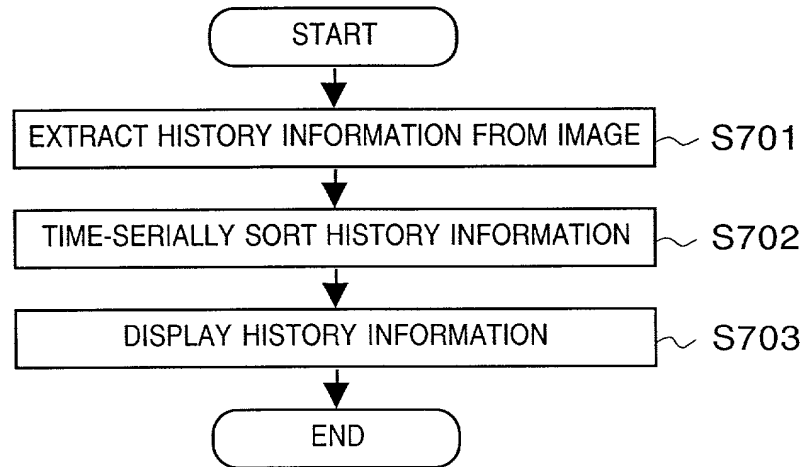 START
EXTRACT HISTORY INFORMATION FROM IMAGE
S701
TIME-SERIALLY SORT HISTORY INFORMATION
S702
DISPLAY HISTORY INFORMATION
S703
END